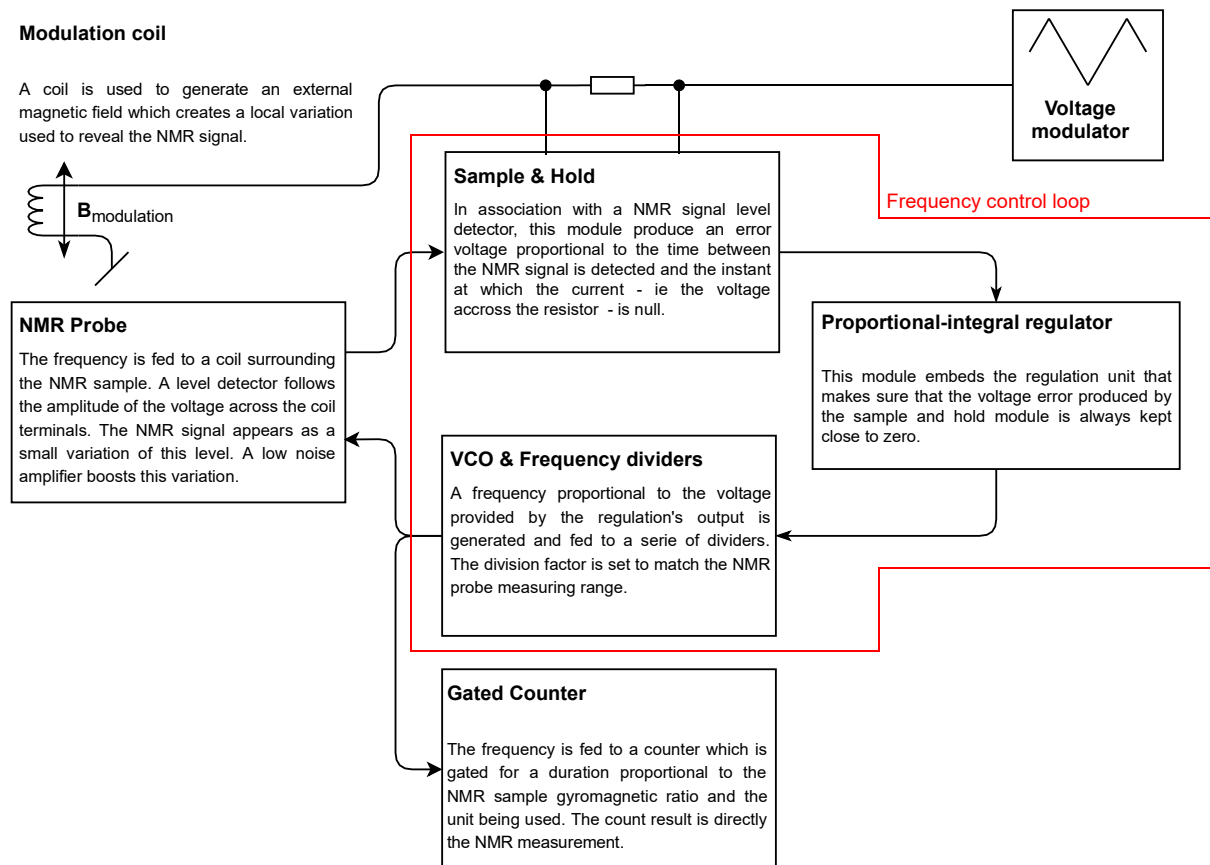 Modulation coil
A coil is used to generate an external
magnetic field which creates a local variation
used to reveal the NMR signal.
Bmodulation
Voltage
modulator
Frequency control loop
Sample & Hold
In association with a NMR signal level
detector, this module produce an error
voltage proportional to the time between
the NMR signal is detected and the instant
at which the current - ie the voltage
accross the resistor - is null.
NMR Probe
The frequency is fed to a coil surrounding
the NMR sample. A level detector follows
the amplitude of the voltage across the coil
terminals. The NMR signal appears as a
small variation of this level. A low noise
amplifier boosts this variation.
Proportional-integral regulator
This module embeds the regulation unit that
makes sure that the voltage error produced by
the sample and hold module is always kept
close to zero.
VCO & Frequency dividers
A frequency proportional to the voltage
provided by the regulation's output is
generated and fed to a serie of dividers.
The division factor is set to match the NMR
probe measuring range.
Gated Counter
The frequency is fed to a counter which is
gated for a duration proportional to the
NMR sample gyromagnetic ratio and the
unit being used. The count result is directly
the NMR measurement.